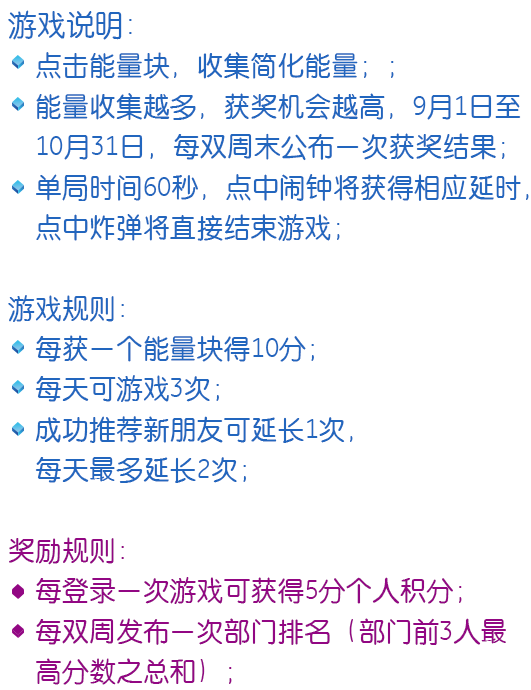 游戏说明：
点击能量块，收集简化能量；；
能量收集越多，获奖机会越高，9月1日至
10月31日，每双周末公布一次获奖结果；
单局时间60秒，点中闹钟将获得相应延时，
点中炸弹将直接结束游戏；
游戏规则：
每获一个能量块得10分；
每天可游戏3次；
成功推荐新朋友可延长1次，
每天最多延长2次；
奖励规则：
每登录一次游戏可获得5分个人积分；
每双周发布一次部门排名（部门前3人最
高分数之总和）；